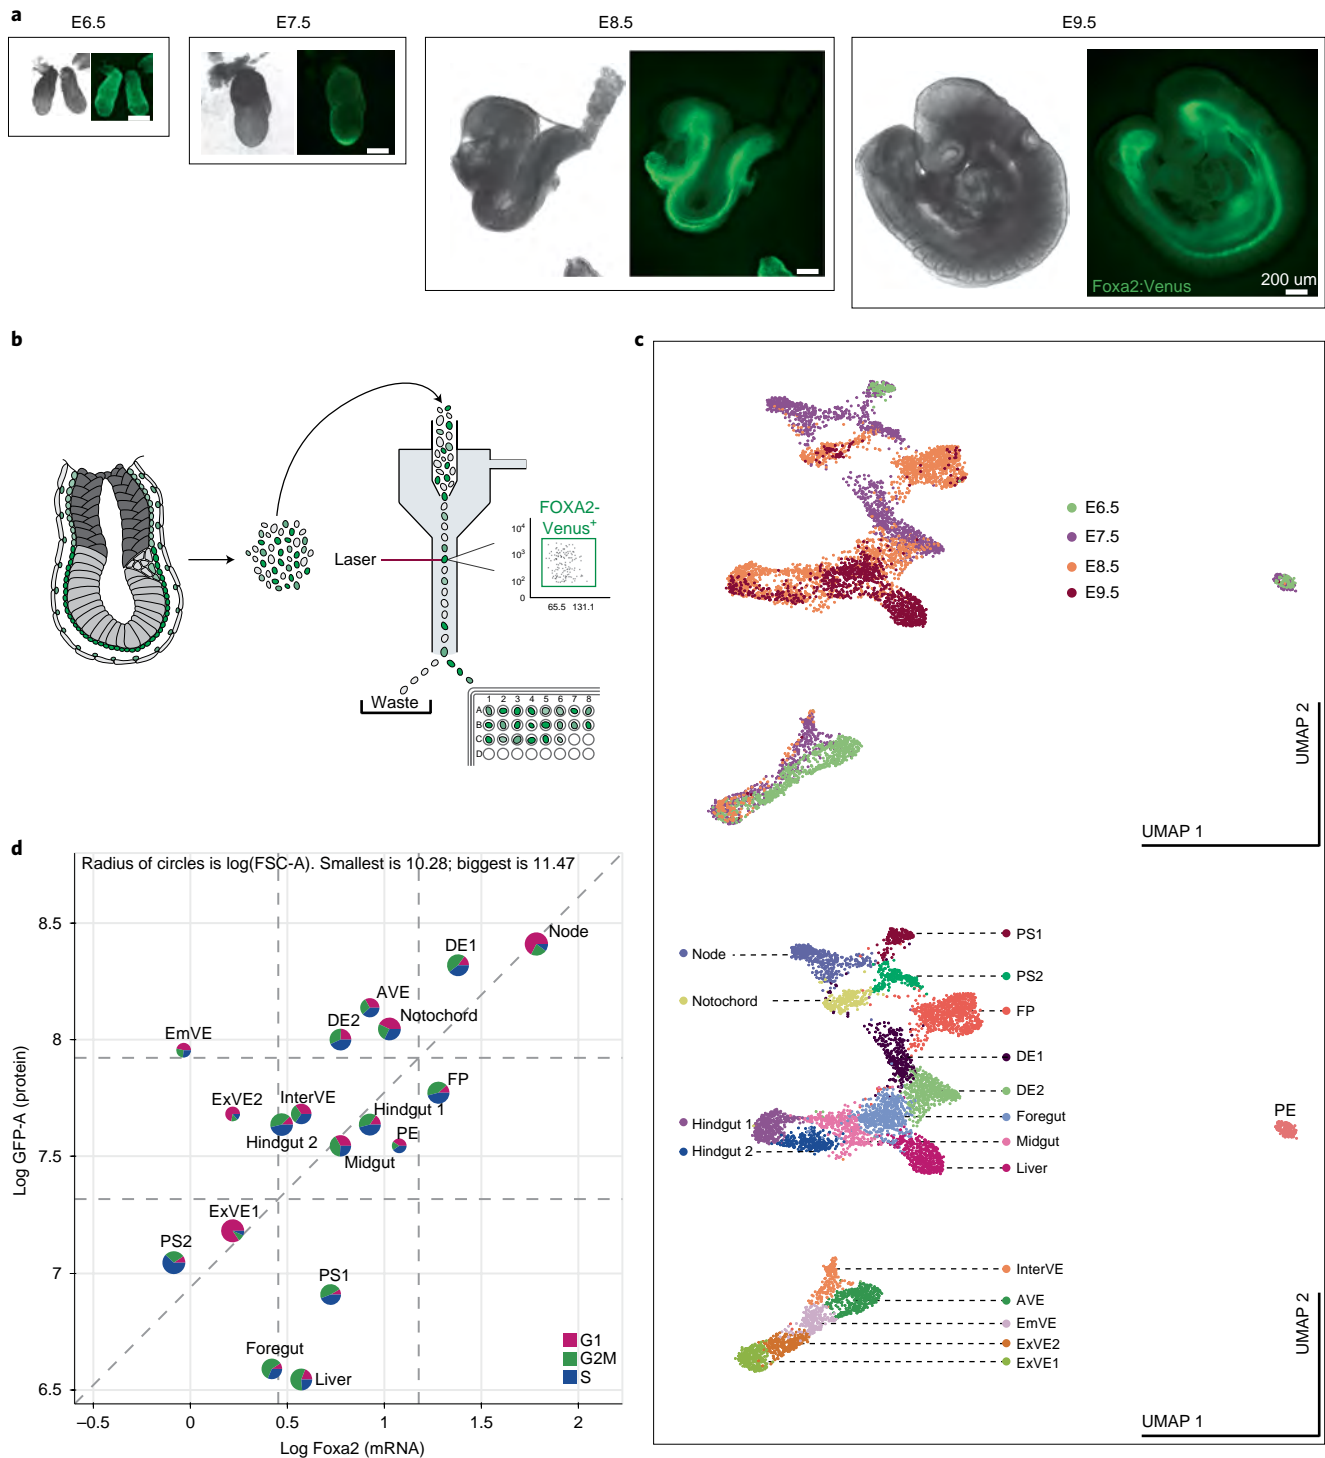 a
E6.5
E7.5
E8.5
E9.5
Foxa2:Venus
200 um
b
Laser
FOXA2-
Venus+
10⁴
10³
10²
0
65.5 131.1
Waste
1 2 3 4 5 6 7 8
A
B
C
D
c
E6.5
E7.5
E8.5
E9.5
UMAP 2
UMAP 1
Node
Notochord
Hindgut 1
Hindgut 2
PS1
PS2
FP
DE1
DE2
Foregut
Midgut
Liver
PE
InterVE
AVE
EmVE
ExVE2
ExVE1
UMAP 2
UMAP 1
d
Radius of circles is log(FSC-A). Smallest is 10.28; biggest is 11.47
Log GFP-A (protein)
8.5
8
7.5
7
6.5
Node
DE1
AVE
Notochord
DE2
EmVE
FP
ExVE2
InterVE
Hindgut 1
Hindgut 2
PE
Midgut
ExVE1
PS2
PS1
Foregut
Liver
G1
G2M
S
–0.5 0 0.5 1 1.5 2
Log Foxa2 (mRNA)